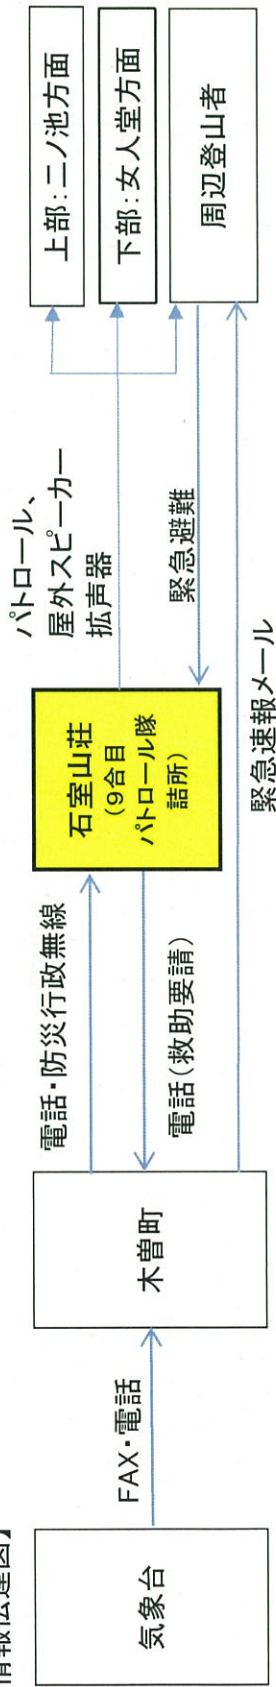 情報伝達図】
気象台
FAX・電話
木曽町
電話・防災行政無線
電話（救助要請）
石室山荘
（9合目
パトロール隊
詰所）
パトロール、
屋外スピーカー
拡声器
緊急避難
緊急速報メール
上部：二ノ池方面
下部：女人堂方面
周辺登山者